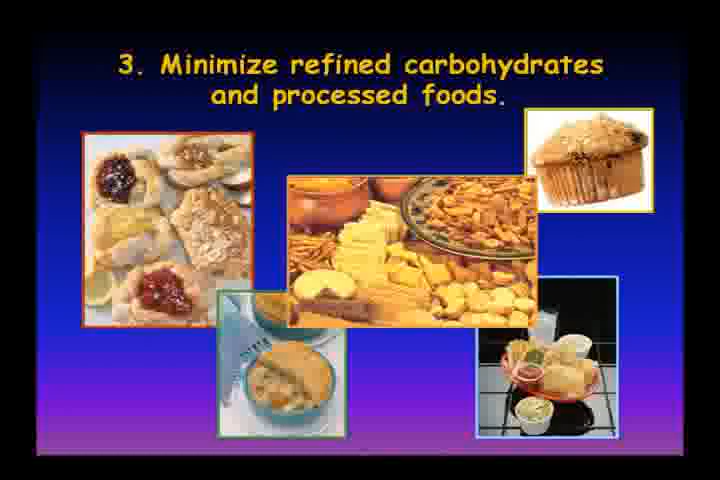 3. Minimize refined carbohydrates
and processed foods.